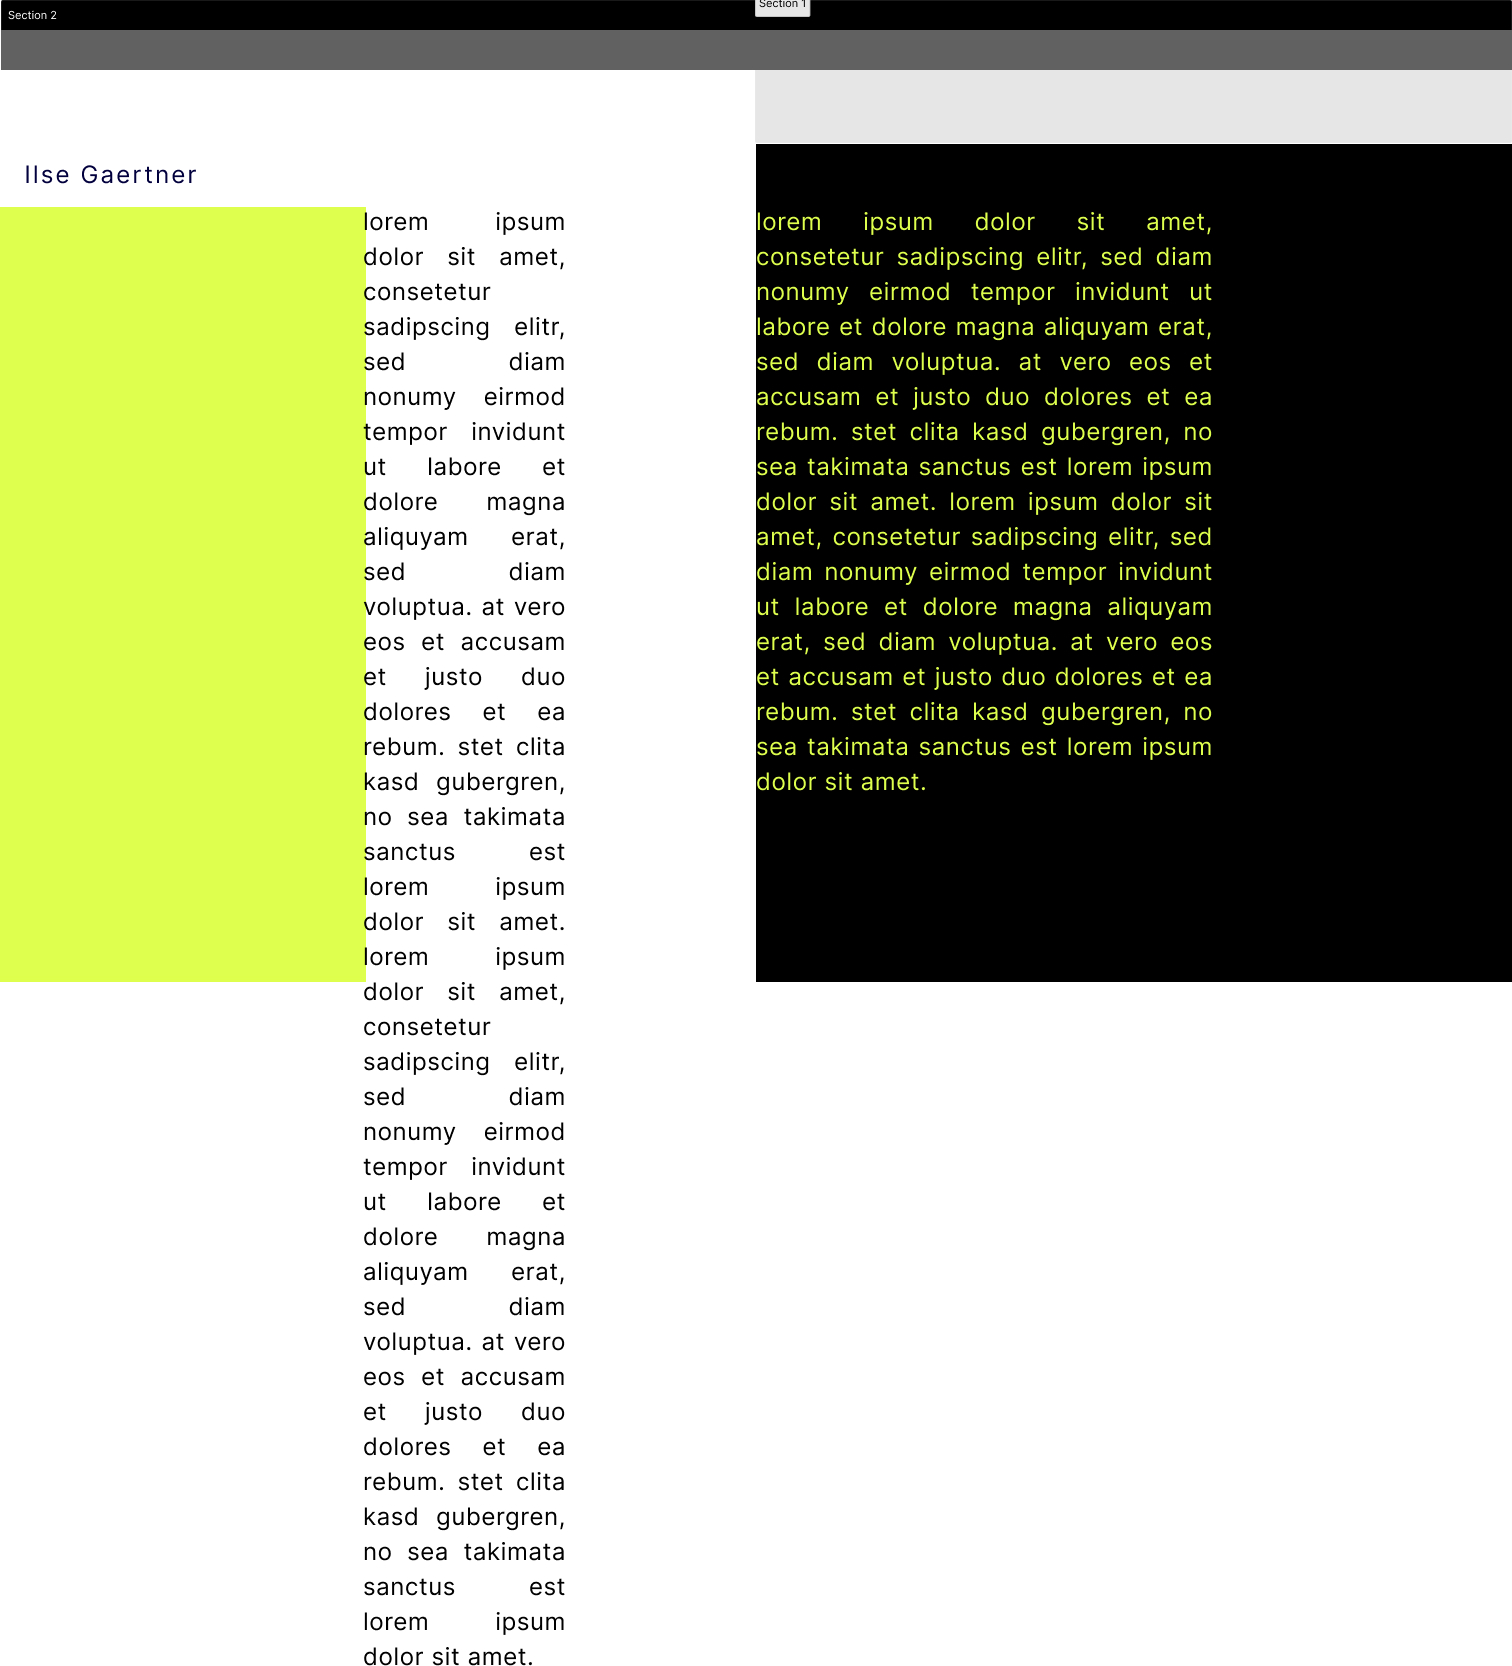 Section 2
Section 1
Ilse Gaertner
lorem ipsum
dolor sit amet,
consetetur
sadipscing elitr,
sed diam
nonumy eirmod
tempor invidunt
ut labore et
dolore magna
aliquyam erat,
sed diam
voluptua. at vero
eos et accusam
et justo duo
dolores et ea
rebum. stet clita
kasd gubergren,
no sea takimata
sanctus est
lorem ipsum
dolor sit amet.
lorem ipsum
dolor sit amet,
consetetur
sadipscing elitr,
sed diam
nonumy eirmod
tempor invidunt
ut labore et
dolore magna
aliquyam erat,
sed diam
voluptua. at vero
eos et accusam
et justo duo
dolores et ea
rebum. stet clita
kasd gubergren,
no sea takimata
sanctus est
lorem ipsum
dolor sit amet.
lorem ipsum dolor sit amet,
consetetur sadipscing elitr, sed diam
nonumy eirmod tempor invidunt ut
labore et dolore magna aliquyam erat,
sed diam voluptua. at vero eos et
accusam et justo duo dolores et ea
rebum. stet clita kasd gubergren, no
sea takimata sanctus est lorem ipsum
dolor sit amet. lorem ipsum dolor sit
amet, consetetur sadipscing elitr, sed
diam nonumy eirmod tempor invidunt
ut labore et dolore magna aliquyam
erat, sed diam voluptua. at vero eos
et accusam et justo duo dolores et ea
rebum. stet clita kasd gubergren, no
sea takimata sanctus est lorem ipsum
dolor sit amet.